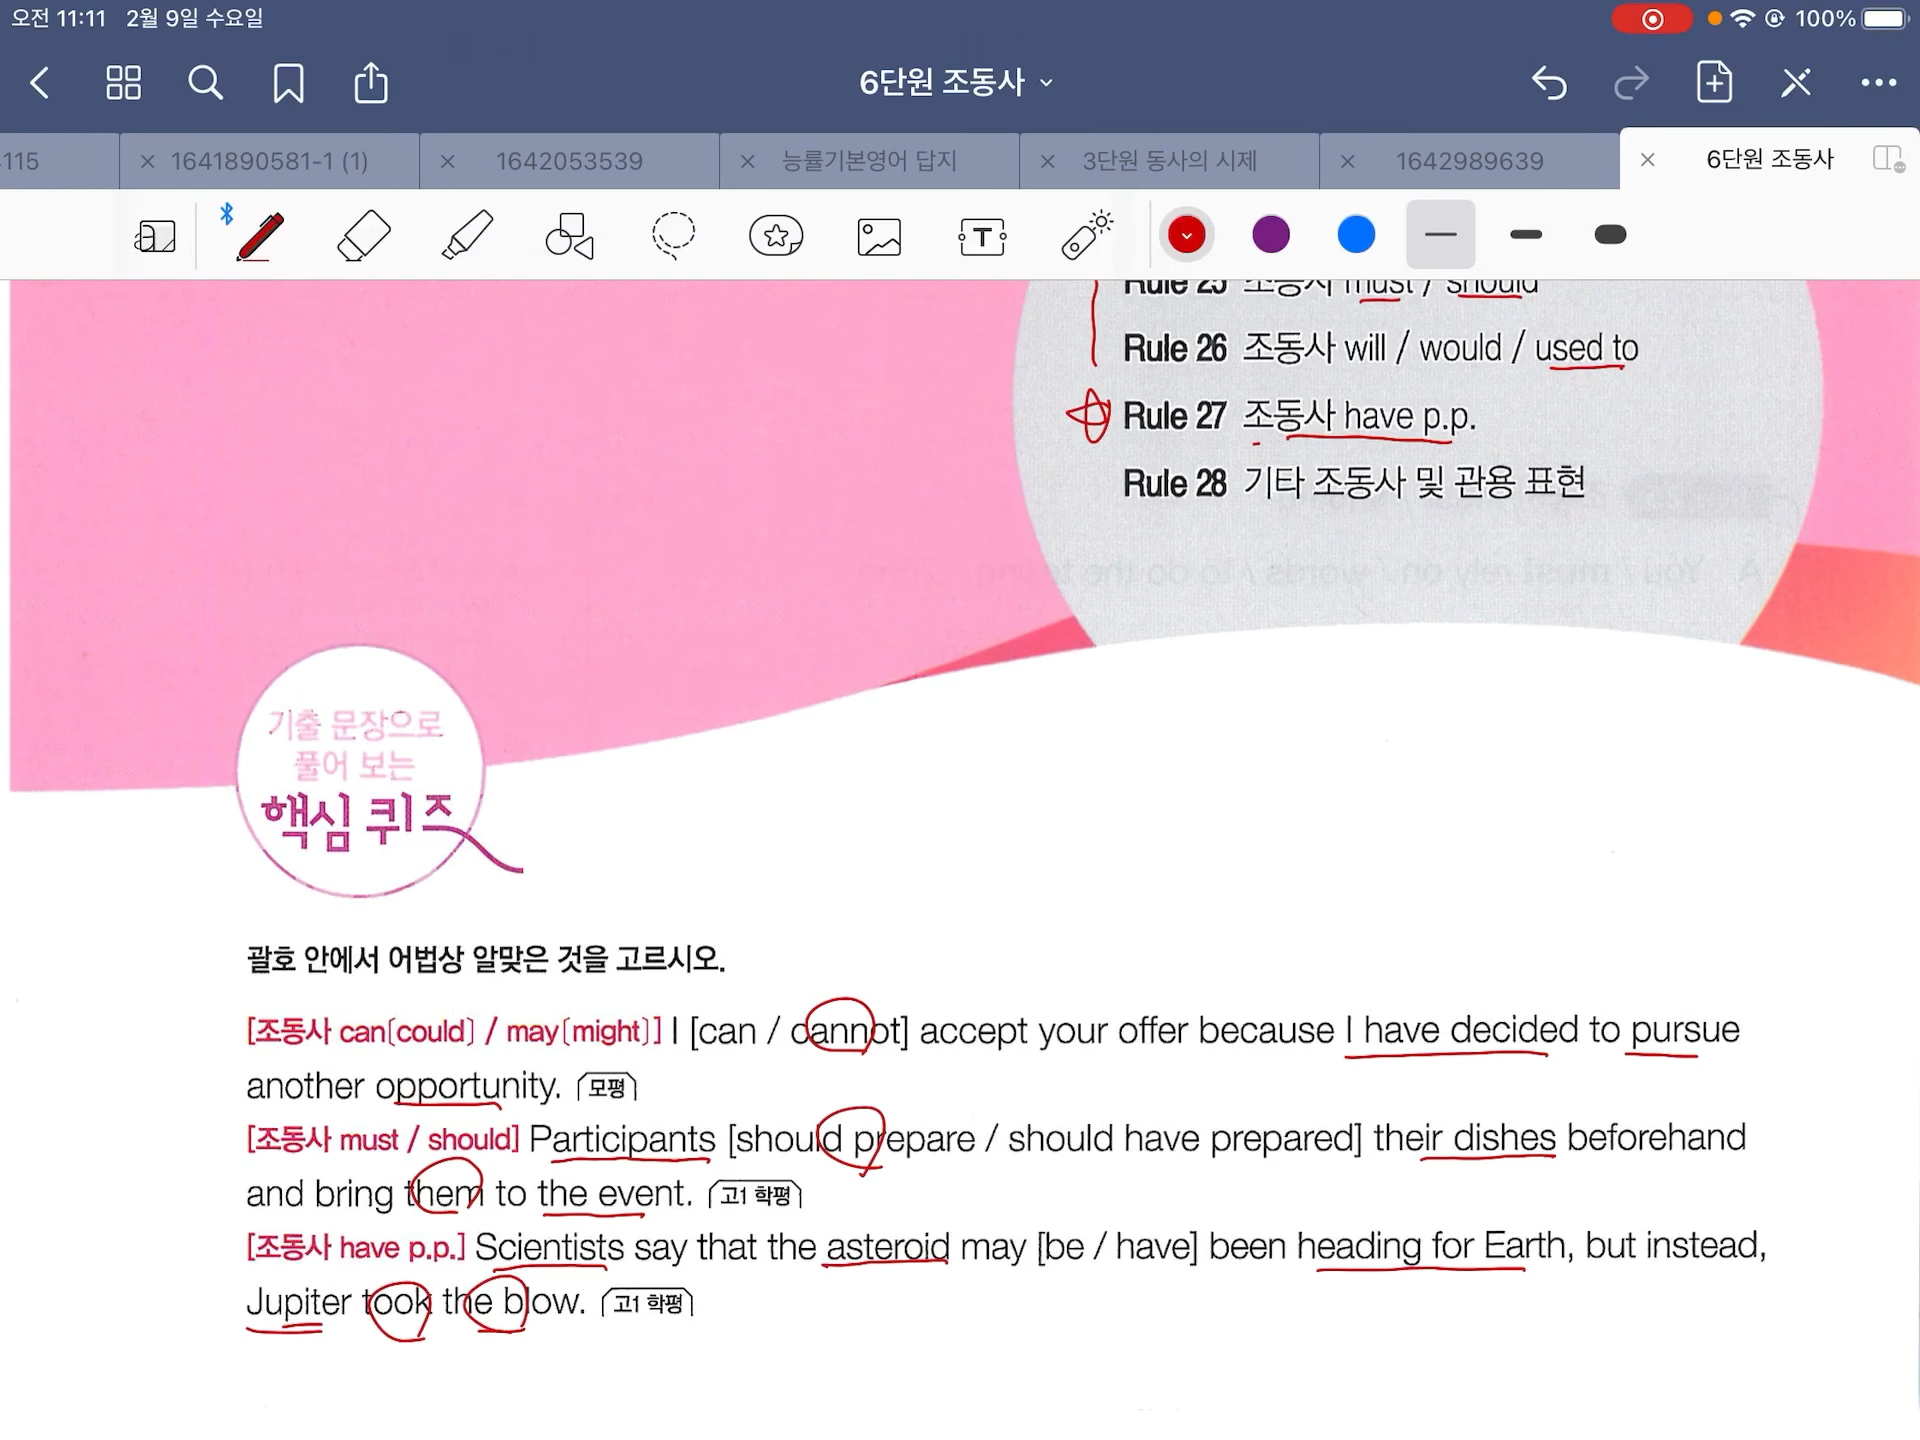 오전 11:11 2월 9일 수요일
100%
6단원 조동사
115
1641890581-1 (1)
1642053539
능률기본영어 답지
3단원 동사의 시제
1642989639
6단원 조동사
Rule 25 조동사 must / should
Rule 26 조동사 will / would / used to
Rule 27 조동사 have p.p.
Rule 28 기타 조동사 및 관용 표현
기출 문장으로
풀어 보는
핵심 퀴즈
괄호 안에서 어법상 알맞은 것을 고르시오.
[조동사 can(could) / may(might)] I [can / cannot] accept your offer because I have decided to pursue
another opportunity. 모평
[조동사 must / should] Participants [should prepare / should have prepared] their dishes beforehand
and bring them to the event. 고1 학평
[조동사 have p.p.] Scientists say that the asteroid may [be / have] been heading for Earth, but instead,
Jupiter took the blow. 고1 학평